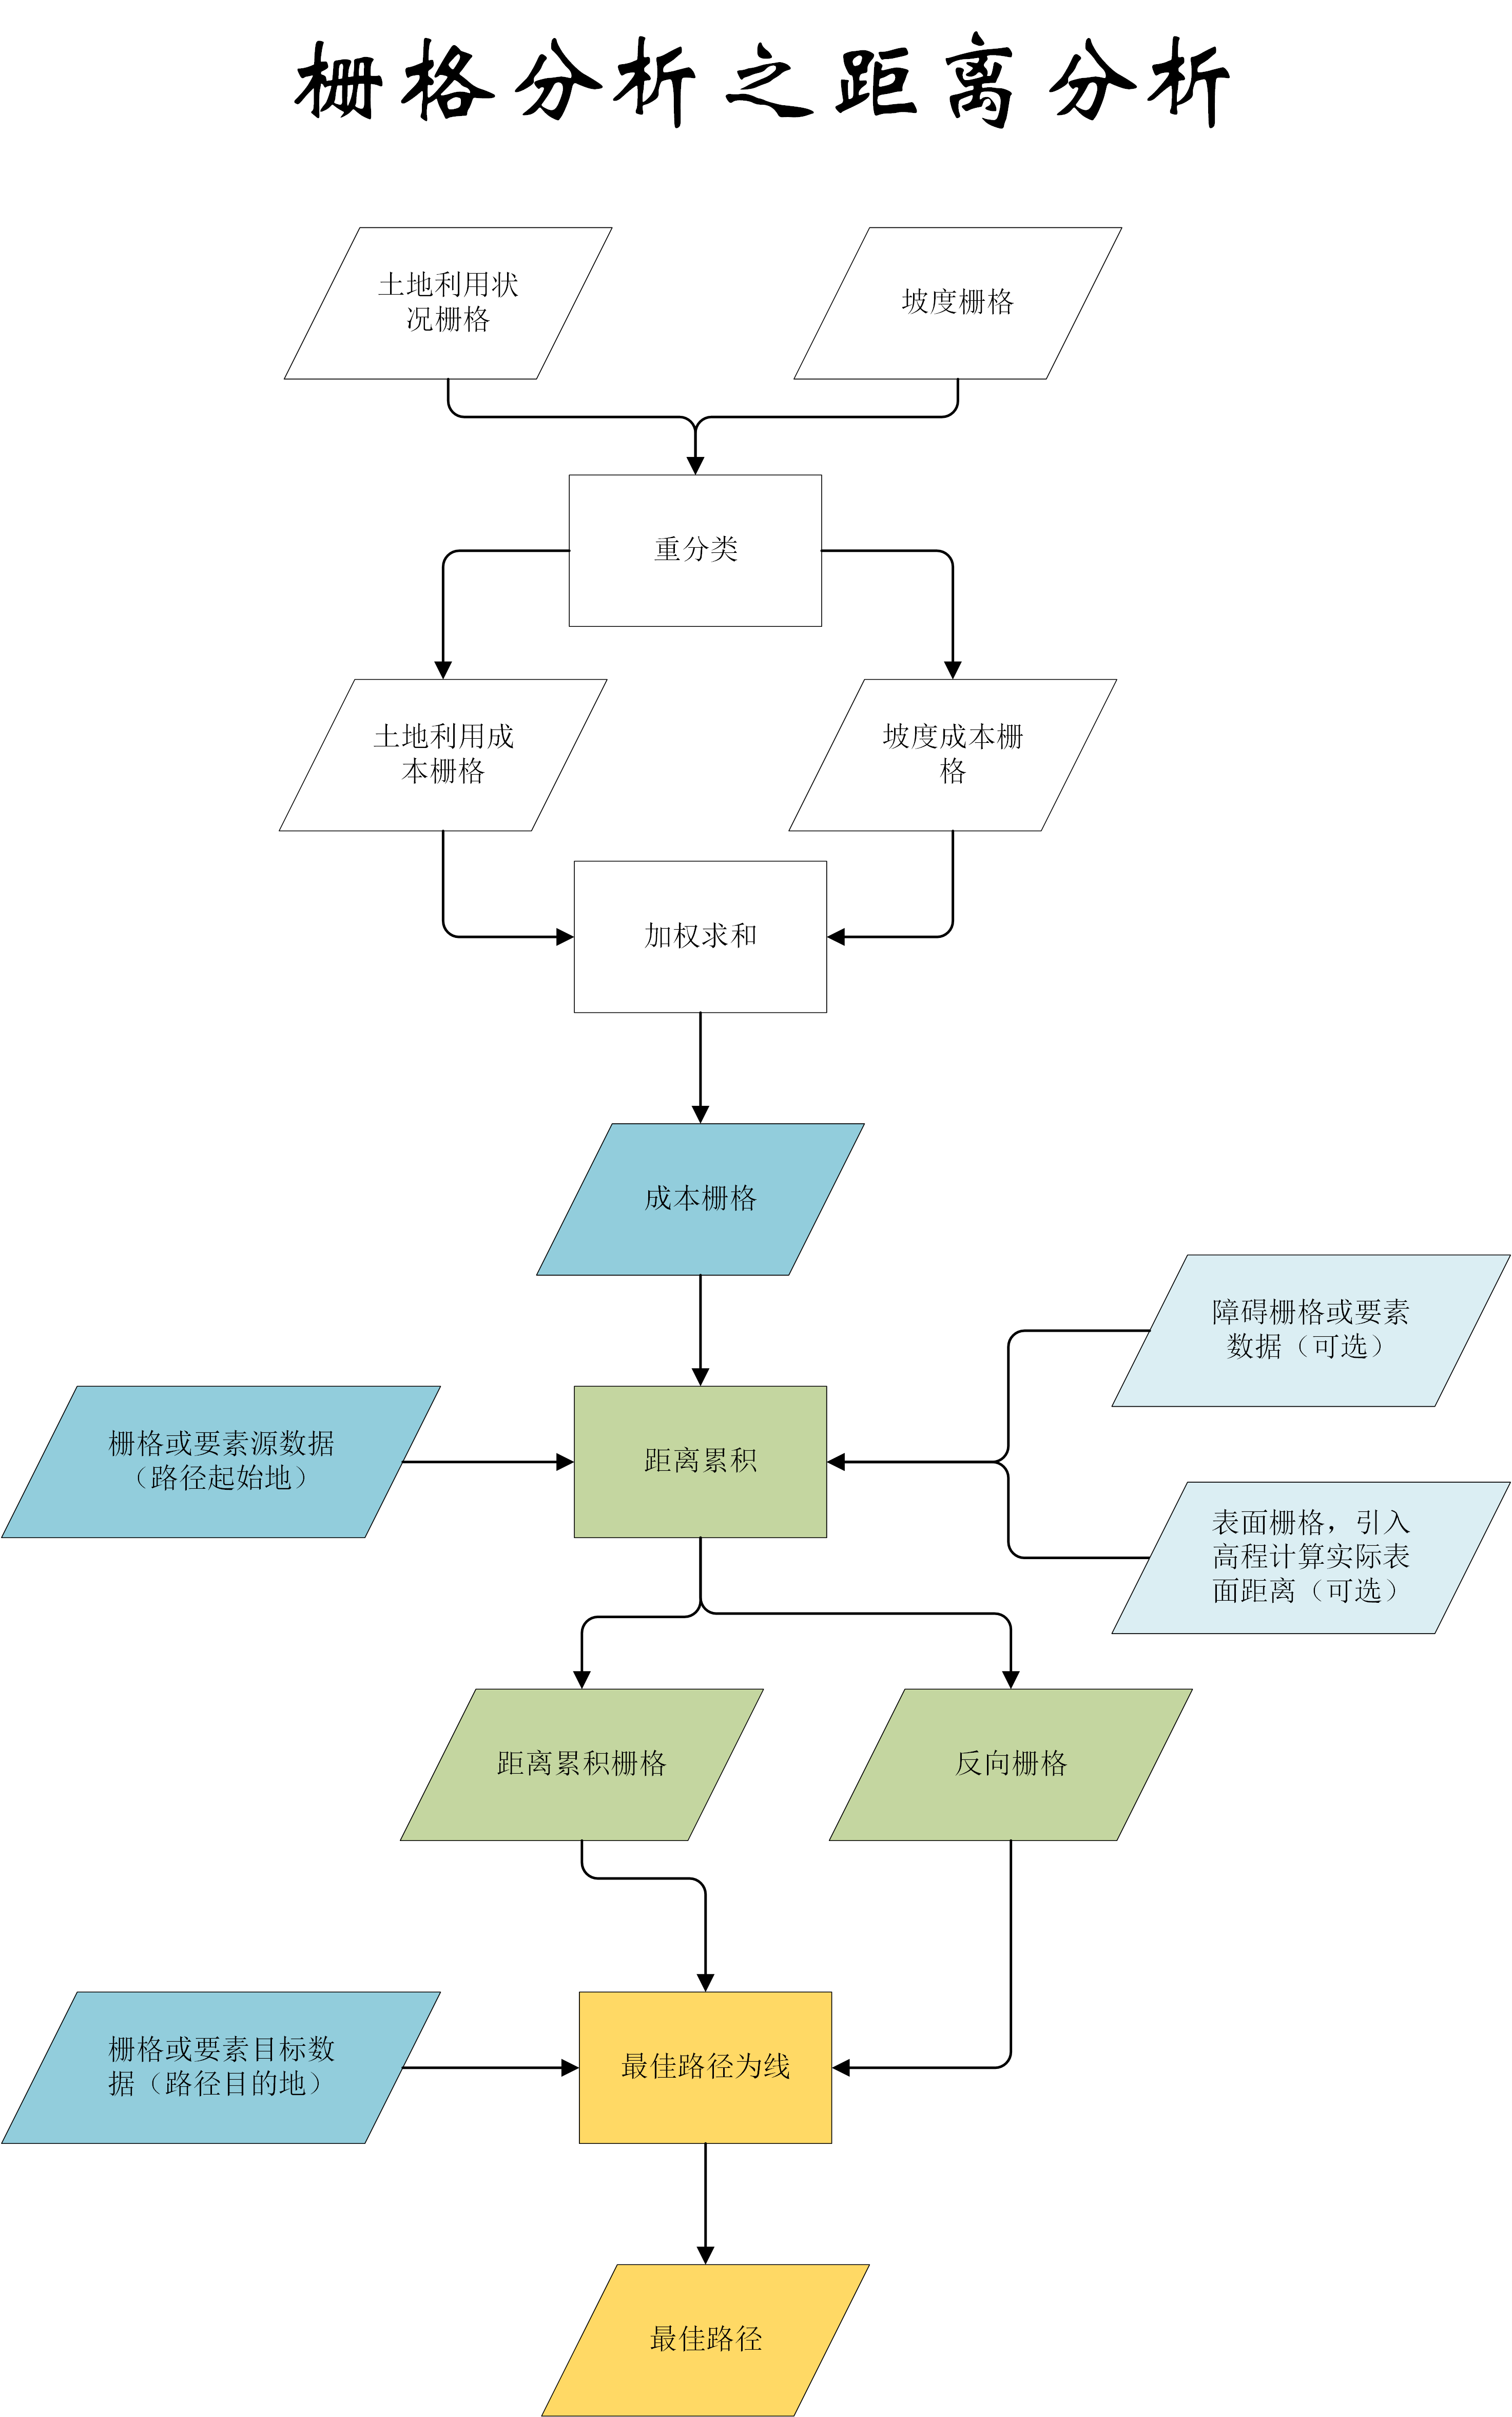 栅格分析之距离分析
土地利用状
况栅格
坡度栅格
重分类
土地利用成
本栅格
坡度成本栅
格
加权求和
成本栅格
障碍栅格或要素
数据（可选）
栅格或要素源数据
（路径起始地）
距离累积
表面栅格，引入
高程计算实际表
面距离（可选）
距离累积栅格
反向栅格
栅格或要素目标数
据（路径目的地）
最佳路径为线
最佳路径